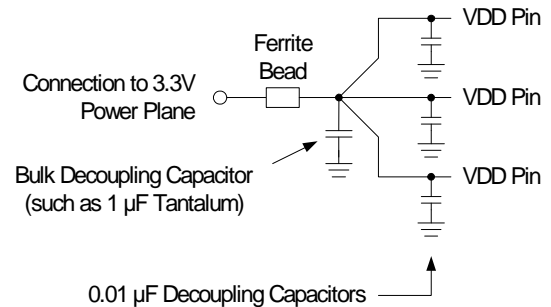 VDD Pin
Ferrite
Bead
Connection to 3.3V
Power Plane
VDD Pin
Bulk Decoupling Capacitor
(such as 1 µF Tantalum)
VDD Pin
0.01 µF Decoupling Capacitors